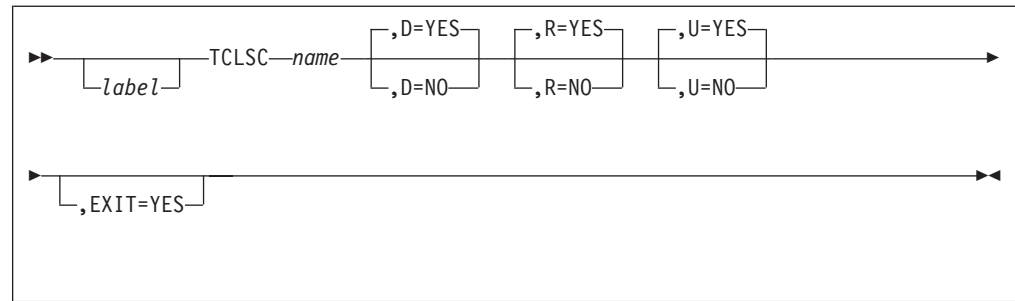 ,D=YES ,R=YES ,U=YES
TCLSC name
label ,D=NO ,R=NO ,U=NO
,EXIT=YES